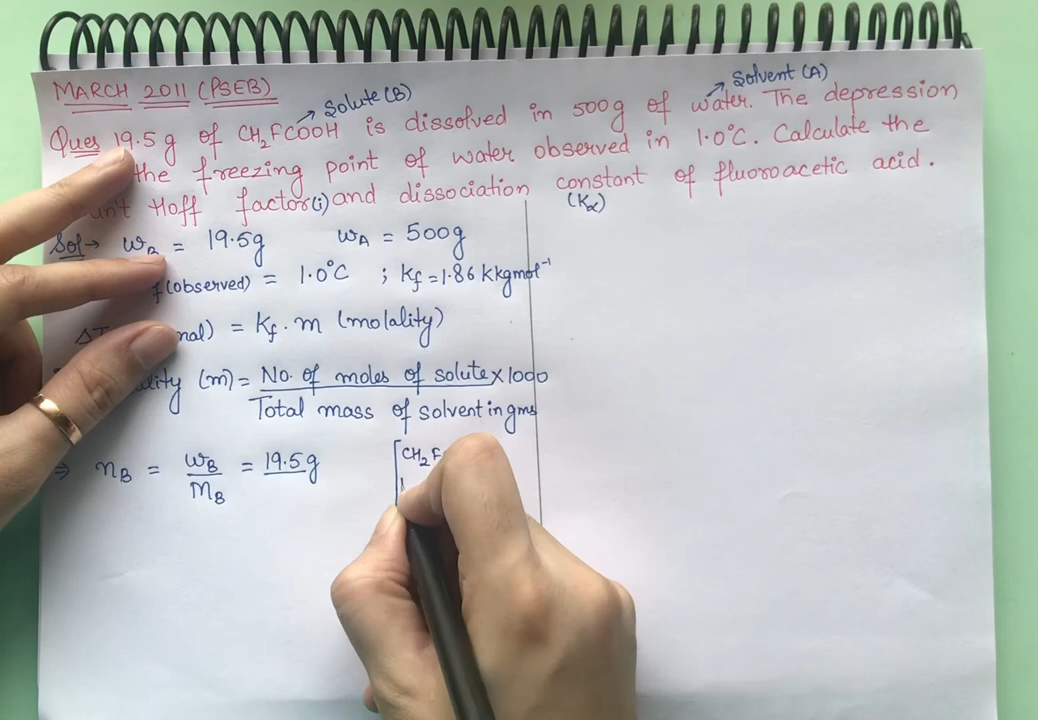 MARCH 2011 (PSEB)
→ Solute (B)
→ Solvent (A)
Ques 19.5 g of CH₂FCOOH is dissolved in 500g of water. The depression
the freezing point of water observed in 1.0°C. Calculate the
Hoff factor(i) and dissociation constant of fluoroacetic acid.
(Kα)
Sol→ wB = 19.5g wA = 500g
f(observed) = 1.0°C ; Kf = 1.86 K kg mol⁻¹
= Kf . m (molality)
(m) = No. of moles of solute × 1000
Total mass of solvent in gms
⇒ nB = wB = 19.5g
MB
[CH₂F